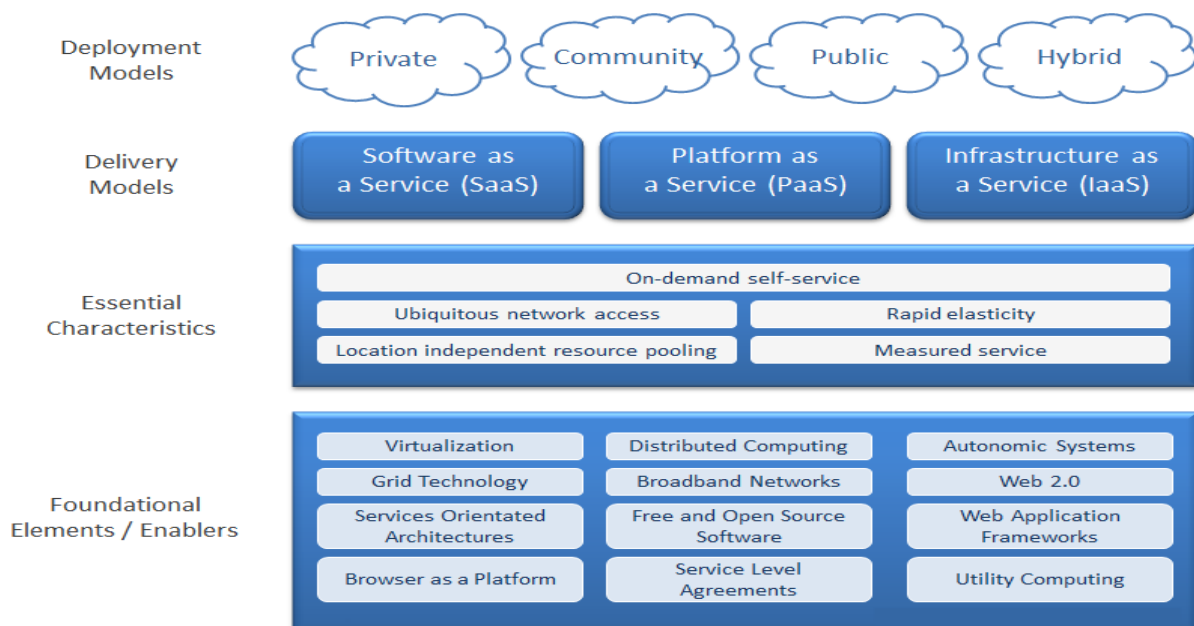 Deployment
Models
Private
Community
Public
Hybrid
Delivery
Models
Software as
a Service (SaaS)
Platform as
a Service (PaaS)
Infrastructure as
a Service (IaaS)
Essential
Characteristics
On-demand self-service
Ubiquitous network access
Rapid elasticity
Location independent resource pooling
Measured service
Foundational
Elements / Enablers
Virtualization
Distributed Computing
Autonomic Systems
Grid Technology
Broadband Networks
Web 2.0
Services Orientated
Architectures
Free and Open Source
Software
Web Application
Frameworks
Browser as a Platform
Service Level
Agreements
Utility Computing